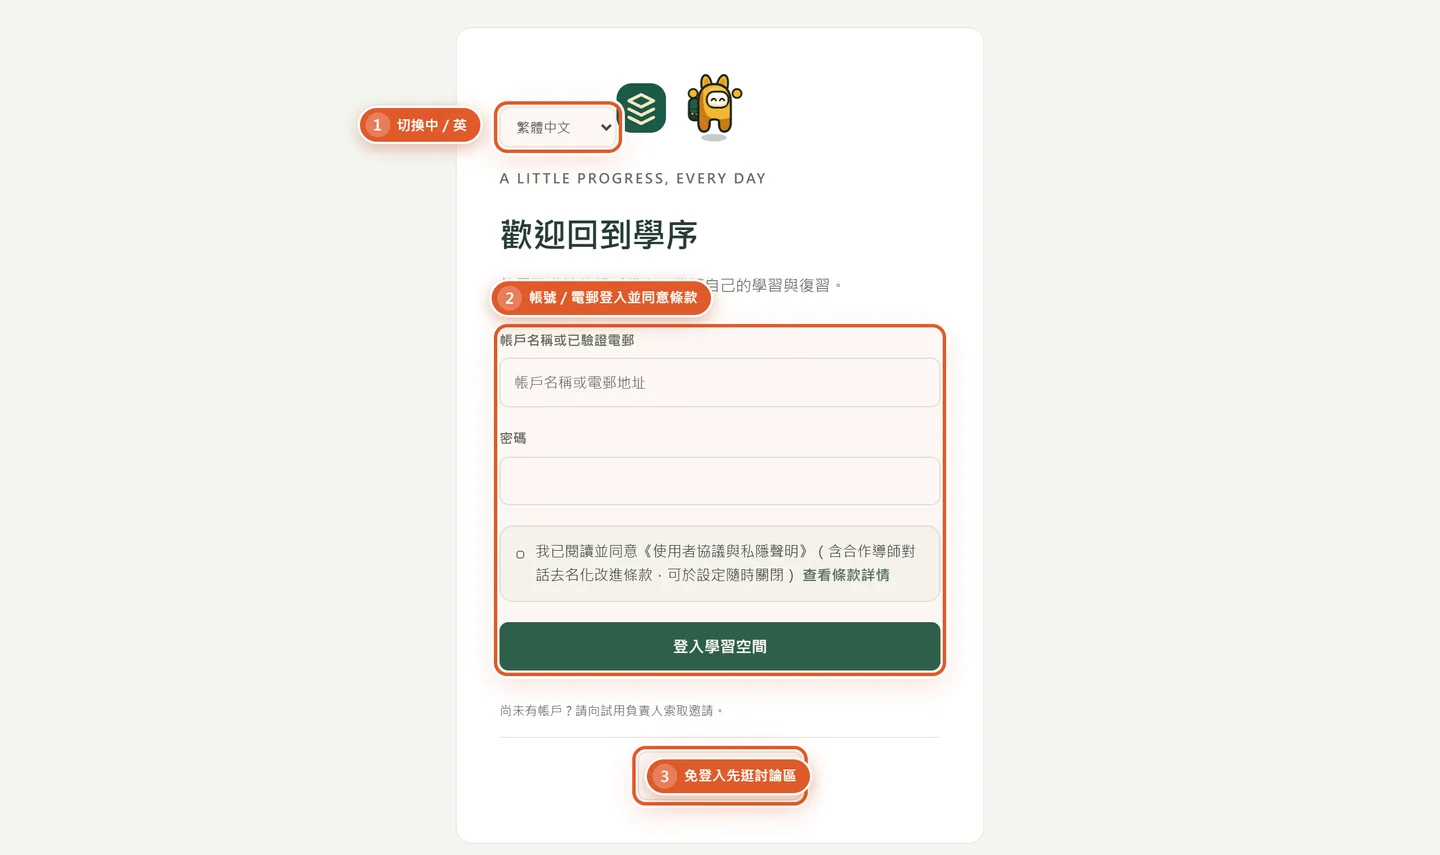 1 切換中 / 英
繁體中文
A LITTLE PROGRESS, EVERY DAY
歡迎回到學序
自己的學習與復習。
2 帳號 / 電郵登入並同意條款
帳戶名稱或已驗證電郵
帳戶名稱或電郵地址
密碼
我已閱讀並同意《使用者協議與私隱聲明》（含合作導師對
話去名化改進條款，可於設定隨時關閉）查看條款詳情
登入學習空間
尚未有帳戶？請向試用負責人索取邀請。
3 免登入先逛討論區